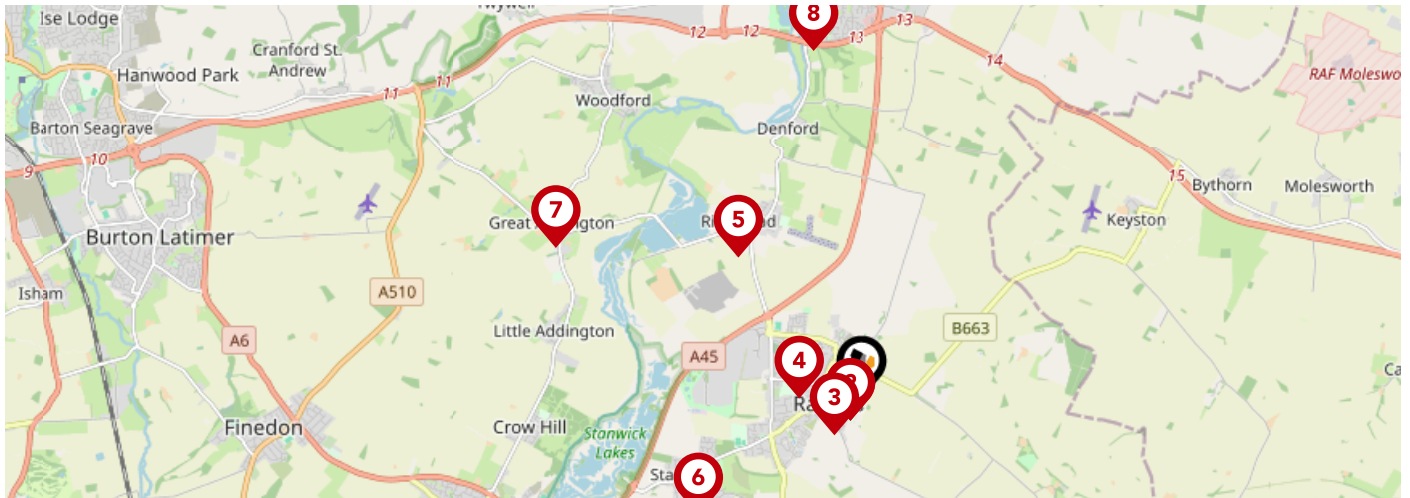 Ise Lodge
Cranford St.
Andrew
Hanwood Park
11
11
12
12
8
13
13
14
RAF Moleswo
Woodford
Barton Seagrave
Denford
10
9
15
Bythorn
Molesworth
7
5
Great
ington
Keyston
Burton Latimer
Isham
A510
Little Addington
A6
B663
A45
4
3
Ca
Finedon
Crow Hill
Stanwick
Lakes
6